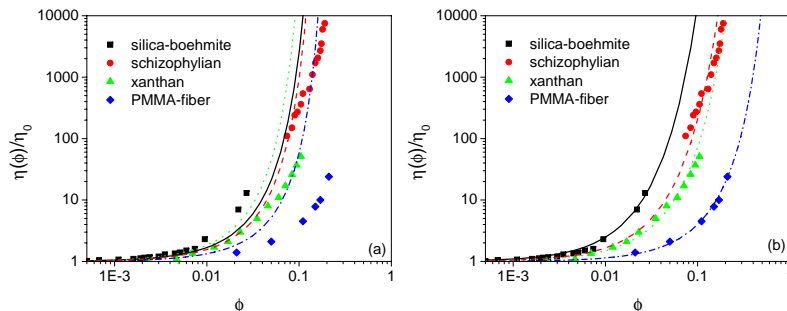 10000
1000
100
10
1
η(ϕ)/η0
silica-boehmite
schizophylian
xanthan
PMMA-fiber
(a)
1E-3 0.01 0.1 1
ϕ
10000
1000
100
10
1
η(ϕ)/η0
silica-boehmite
schizophylian
xanthan
PMMA-fiber
(b)
1E-3 0.01 0.1 1
ϕ